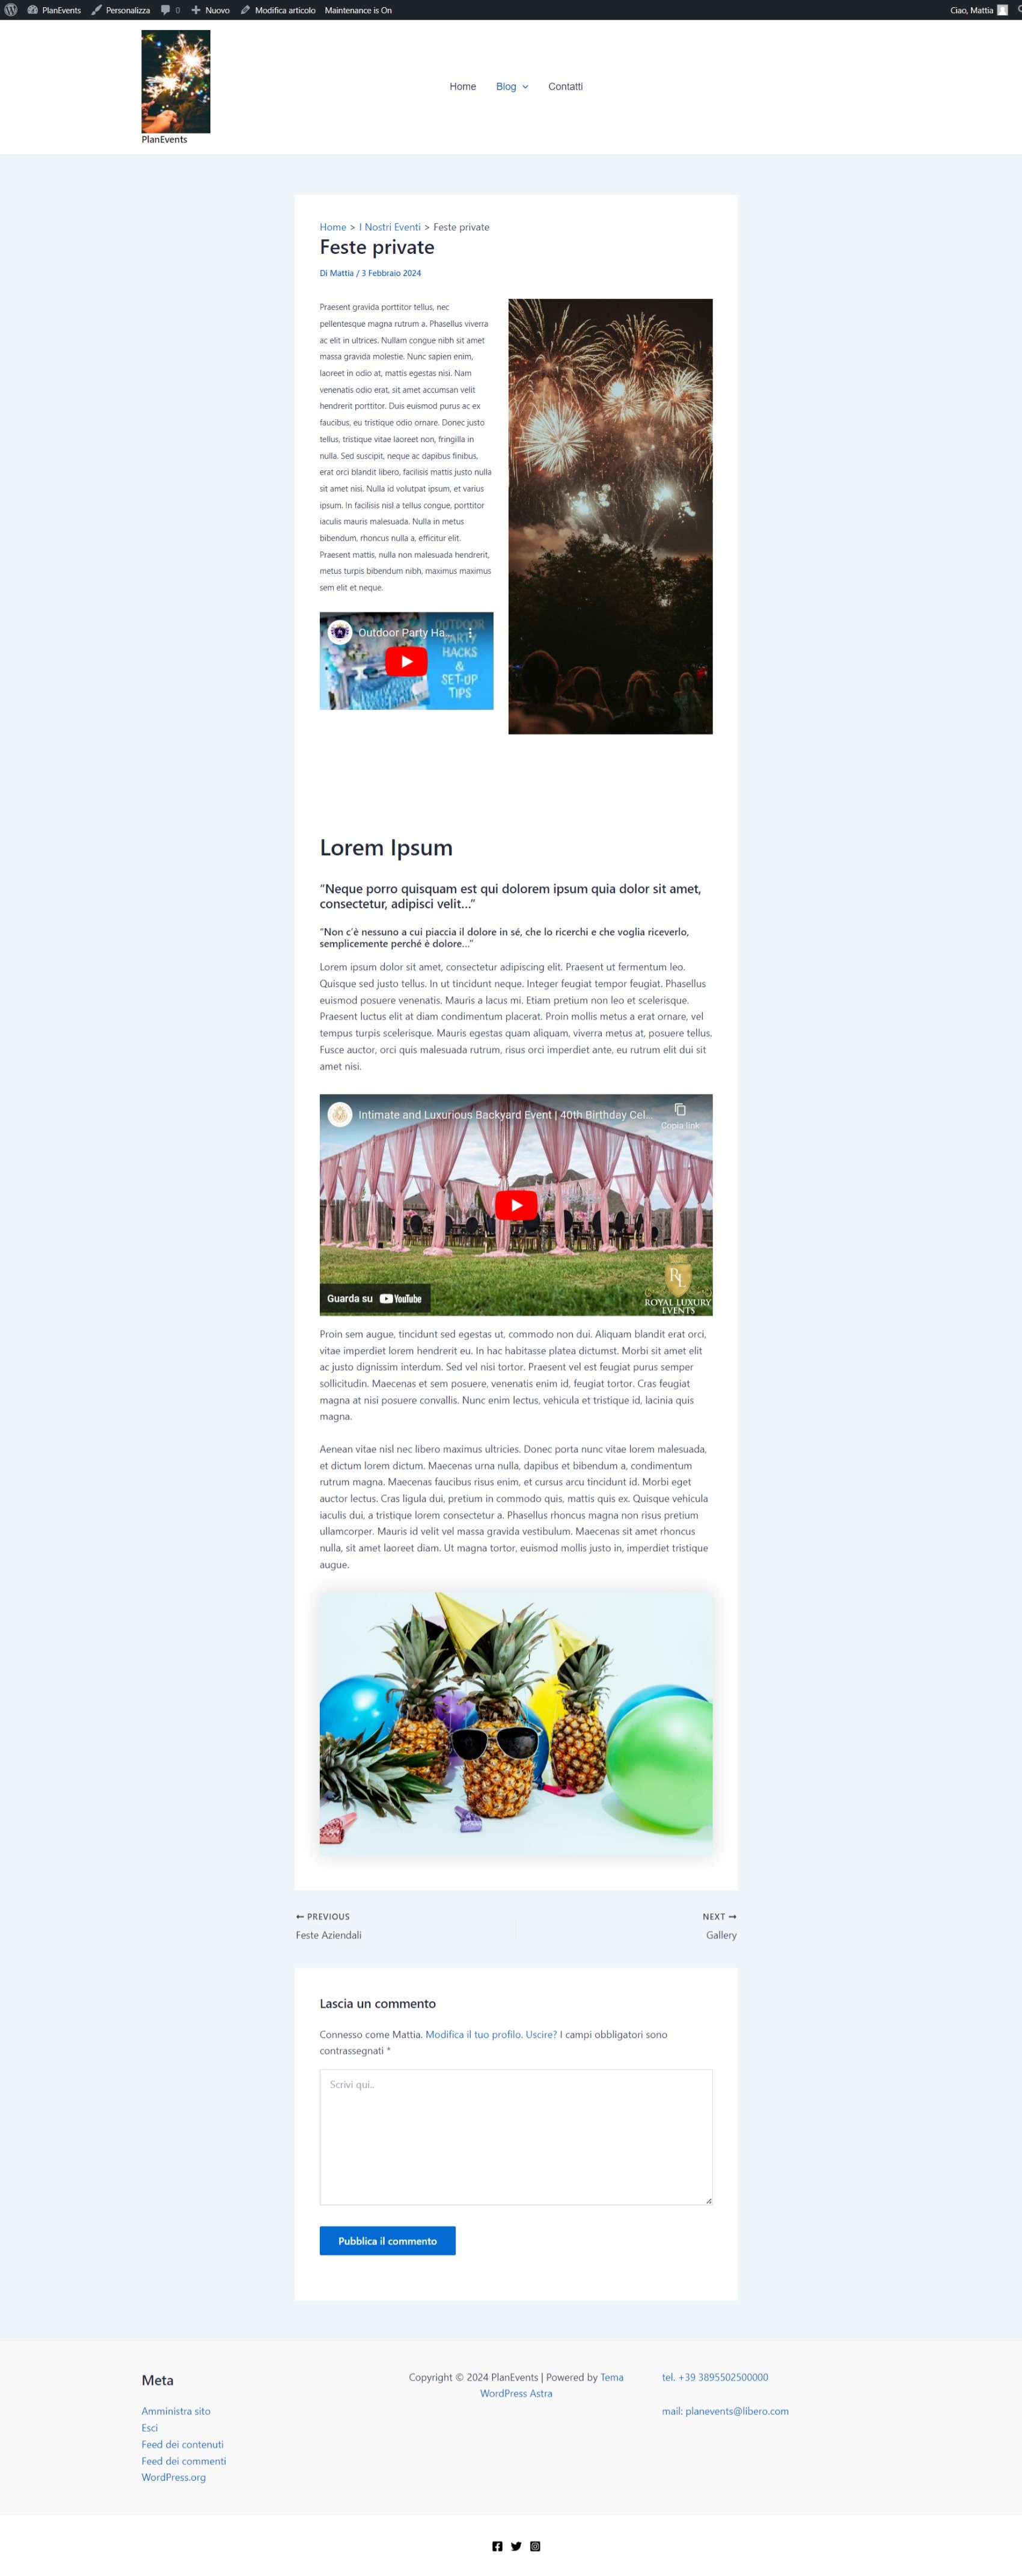 PlanEvents Personalizza 0 Nuovo Modifica articolo Maintenance is On Ciao, Mattia
PlanEvents
Home Blog Contatti
Home > I Nostri Eventi > Feste private
Feste private
Di Mattia / 3 Febbraio 2024
Praesent gravida porttitor tellus, nec
pellentesque magna rutrum a. Phasellus viverra
ac elit in ultrices. Nullam congue nibh sit amet
massa gravida molestie. Nunc sapien enim,
laoreet in odio at, mattis egestas nisi. Nam
venenatis odio erat, sit amet accumsan velit
hendrerit porttitor. Duis euismod purus ac ex
faucibus, eu tristique odio ornare. Donec justo
tellus, tristique vitae laoreet non, fringilla in
nulla. Sed suscipit, neque ac dapibus finibus,
erat orci blandit libero, facilisis mattis justo nulla
sit amet nisi. Nulla id volutpat ipsum, et varius
ipsum. In facilisis nisl a tellus congue, porttitor
iaculis mauris malesuada. Nulla in metus
bibendum, rhoncus nulla a, efficitur elit.
Praesent mattis, nulla non malesuada hendrerit,
metus turpis bibendum nibh, maximus maximus
sem elit et neque.
Outdoor Party Ha...
OUTDOOR
PARTY
HACKS
&
SET-UP
TIPS
Lorem Ipsum
“Neque porro quisquam est qui dolorem ipsum quia dolor sit amet,
consectetur, adipisci velit…”
“Non c’è nessuno a cui piaccia il dolore in sé, che lo ricerchi e che voglia riceverlo,
semplicemente perché è dolore…”
Lorem ipsum dolor sit amet, consectetur adipiscing elit. Praesent ut fermentum leo.
Quisque sed justo tellus. In ut tincidunt neque. Integer feugiat tempor feugiat. Phasellus
euismod posuere venenatis. Mauris a lacus mi. Etiam pretium non leo et scelerisque.
Praesent luctus elit at diam condimentum placerat. Proin mollis metus a erat ornare, vel
tempus turpis scelerisque. Mauris egestas quam aliquam, viverra metus at, posuere tellus.
Fusce auctor, orci quis malesuada rutrum, risus orci imperdiet ante, eu rutrum elit dui sit
amet nisi.
Intimate and Luxurious Backyard Event | 40th Birthday Cel...
Copia link
Guarda su YouTube
RL
ROYAL LUXURY
EVENTS
Proin sem augue, tincidunt sed egestas ut, commodo non dui. Aliquam blandit erat orci,
vitae imperdiet lorem hendrerit eu. In hac habitasse platea dictumst. Morbi sit amet elit
ac justo dignissim interdum. Sed vel nisi tortor. Praesent vel est feugiat purus semper
sollicitudin. Maecenas et sem posuere, venenatis enim id, feugiat tortor. Cras feugiat
magna at nisi posuere convallis. Nunc enim lectus, vehicula et tristique id, lacinia quis
magna.
Aenean vitae nisl nec libero maximus ultricies. Donec porta nunc vitae lorem malesuada,
et dictum lorem dictum. Maecenas urna nulla, dapibus et bibendum a, condimentum
rutrum magna. Maecenas faucibus risus enim, et cursus arcu tincidunt id. Morbi eget
auctor lectus. Cras ligula dui, pretium in commodo quis, mattis quis ex. Quisque vehicula
iaculis dui, a tristique lorem consectetur a. Phasellus rhoncus magna non risus pretium
ullamcorper. Mauris id velit vel massa gravida vestibulum. Maecenas sit amet rhoncus
nulla, sit amet laoreet diam. Ut magna tortor, euismod mollis justo in, imperdiet tristique
augue.
← PREVIOUS
Feste Aziendali
NEXT →
Gallery
Lascia un commento
Connesso come Mattia. Modifica il tuo profilo. Uscire? I campi obbligatori sono
contrassegnati *
Scrivi qui..
Pubblica il commento
Meta
Amministra sito
Esci
Feed dei contenuti
Feed dei commenti
WordPress.org
Copyright © 2024 PlanEvents | Powered by Tema
WordPress Astra
tel. +39 3895502500000
mail: planevents@libero.com